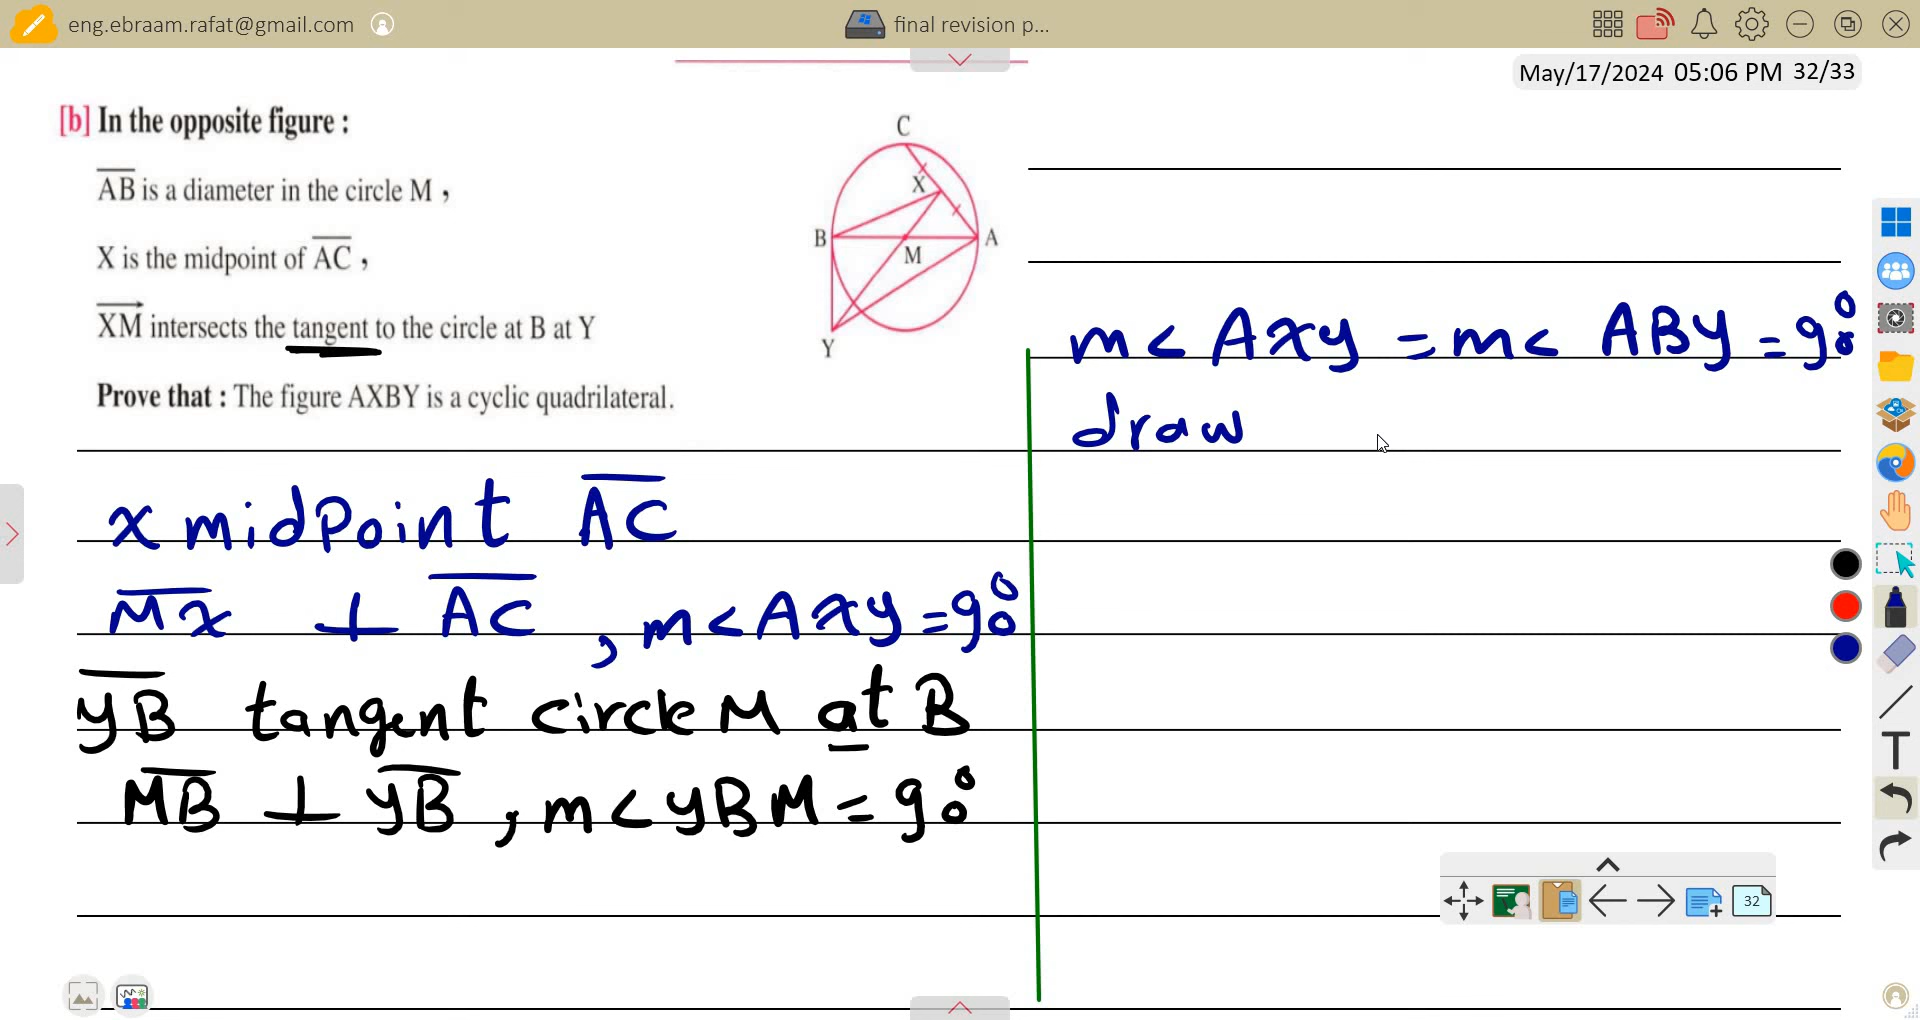 eng.ebraam.rafat@gmail.com
final revision p...
May/17/2024 05:06 PM 32/33
[b] In the opposite figure :
AB is a diameter in the circle M ,
X is the midpoint of AC ,
XM intersects the tangent to the circle at B at Y
Prove that : The figure AXBY is a cyclic quadrilateral.
C
X
B
A
M
Y
x midpoint AC
Mx ⊥ AC , m< AXY = 90°
YB tangent circle M at B
MB ⊥ YB , m< YBM = 90°
m< AXY = m< ABY = 90°
draw
T
32